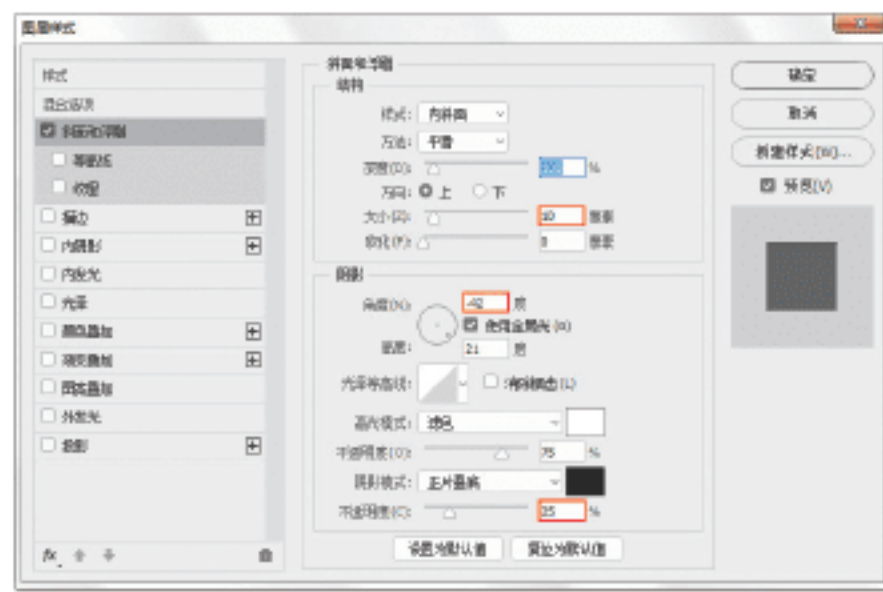 图层样式
样式
混合选项
斜面和浮雕
等高线
纹理
描边
内阴影
内发光
光泽
颜色叠加
渐变叠加
图案叠加
外发光
投影
fx
斜面和浮雕
结构
样式: 内斜面
方法: 平滑
深度(D): %
方向: 上 下
大小(Z): 10 像素
软化(F): 像素
阴影
角度(N): -42 度
使用全局光(G)
高度: 21 度
光泽等高线: 消除锯齿(L)
高光模式: 滤色
不透明度(O): 75 %
阴影模式: 正片叠底
不透明度(C): 25 %
设置为默认值 复位为默认值
确定
取消
新建样式(W)...
预览(V)